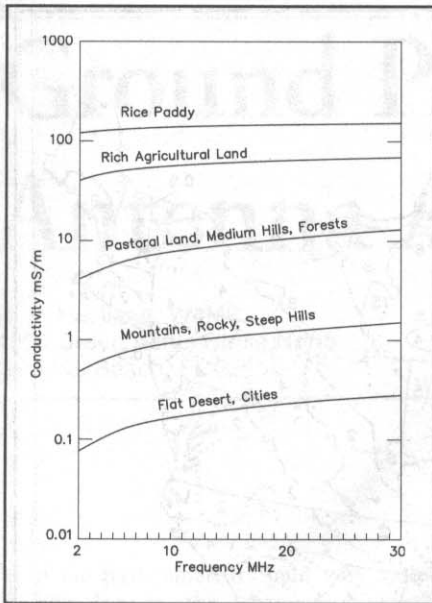 1000
Rice Paddy
100
Rich Agricultural Land
Pastoral Land, Medium Hills, Forests
10
Conductivity mS/m
1
Mountains, Rocky, Steep Hills
Flat Desert, Cities
0.1
0.01
2
10
20
30
Frequency MHz